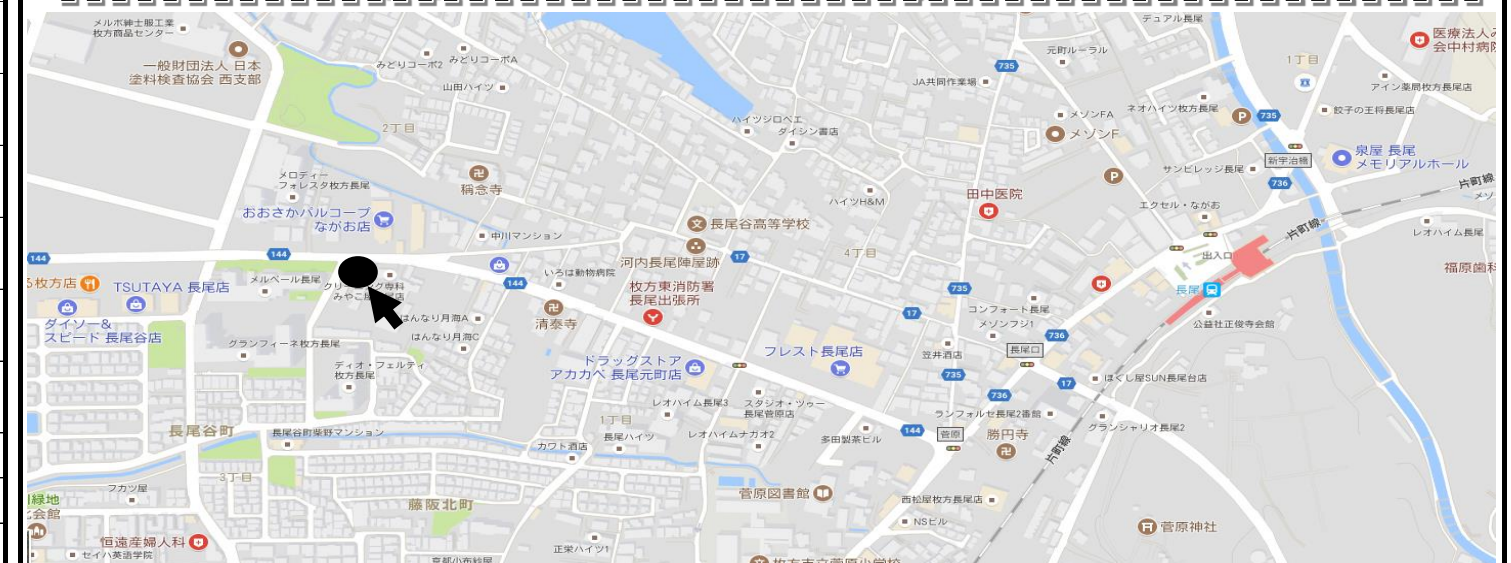 メルボ紳士服工業
枚方商品センター
一般財団法人 日本
塗料検査協会 西支部
みどりコーポ2
みどりコーポA
山田ハイツ
2丁目
元町ルーラル
735
JA共同作業場
デュアル長尾
1丁目
アイン薬局枚方長尾店
餃子の王将長尾店
メゾンFA
メゾンF
ネオハイツ枚方長尾
P
735
新宇治橋
736
泉屋 長尾
メモリアルホール
サンビレッジ長尾
片町線
P
ハイツシロベエ
ダイシン書店
メロディー
フォレスタ枚方長尾
稱念寺
おおさかパルコープ
ながお店
中川マンション
長尾谷高等学校
河内長尾陣屋跡
17
ハイツH&M
田中医院
4丁目
エクセル・ながお
出入口
片町線
レオハイム長尾
長尾
公益社正俊寺会館
144
144
144
TSUTAYA 長尾店
メルベール長尾
いろは動物病院
枚方東消防署
長尾出張所
清泰寺
735
17
コンフォート長尾
メゾンフジ1
長尾口
736
ダイソー&
スピード 長尾谷店
グランフィーネ枚方長尾
はんなり月海A
はんなり月海C
ディオ・フェルティ
枚方長尾
ドラッグストア
アカカベ 長尾元町店
フレスト長尾店
笠井酒店
735
17
ほぐし屋SUN長尾台店
736
レオハイム長尾3
スタジオ・ツゥー
長尾菅原店
ランフォルセ長尾2番館
グランシャリオ長尾2
長尾谷町
長尾谷町柴野マンション
1丁目
長尾ハイツ
レオハイムナガオ2
カワト酒店
多田製茶ビル
144
菅原
勝円寺
片町線
3丁目
フカツ屋
藤阪北町
菅原図書館
西松屋枚方長尾店
NSビル
菅原神社
恒遠産婦人科
セイハ英語学院
正栄ハイツ1